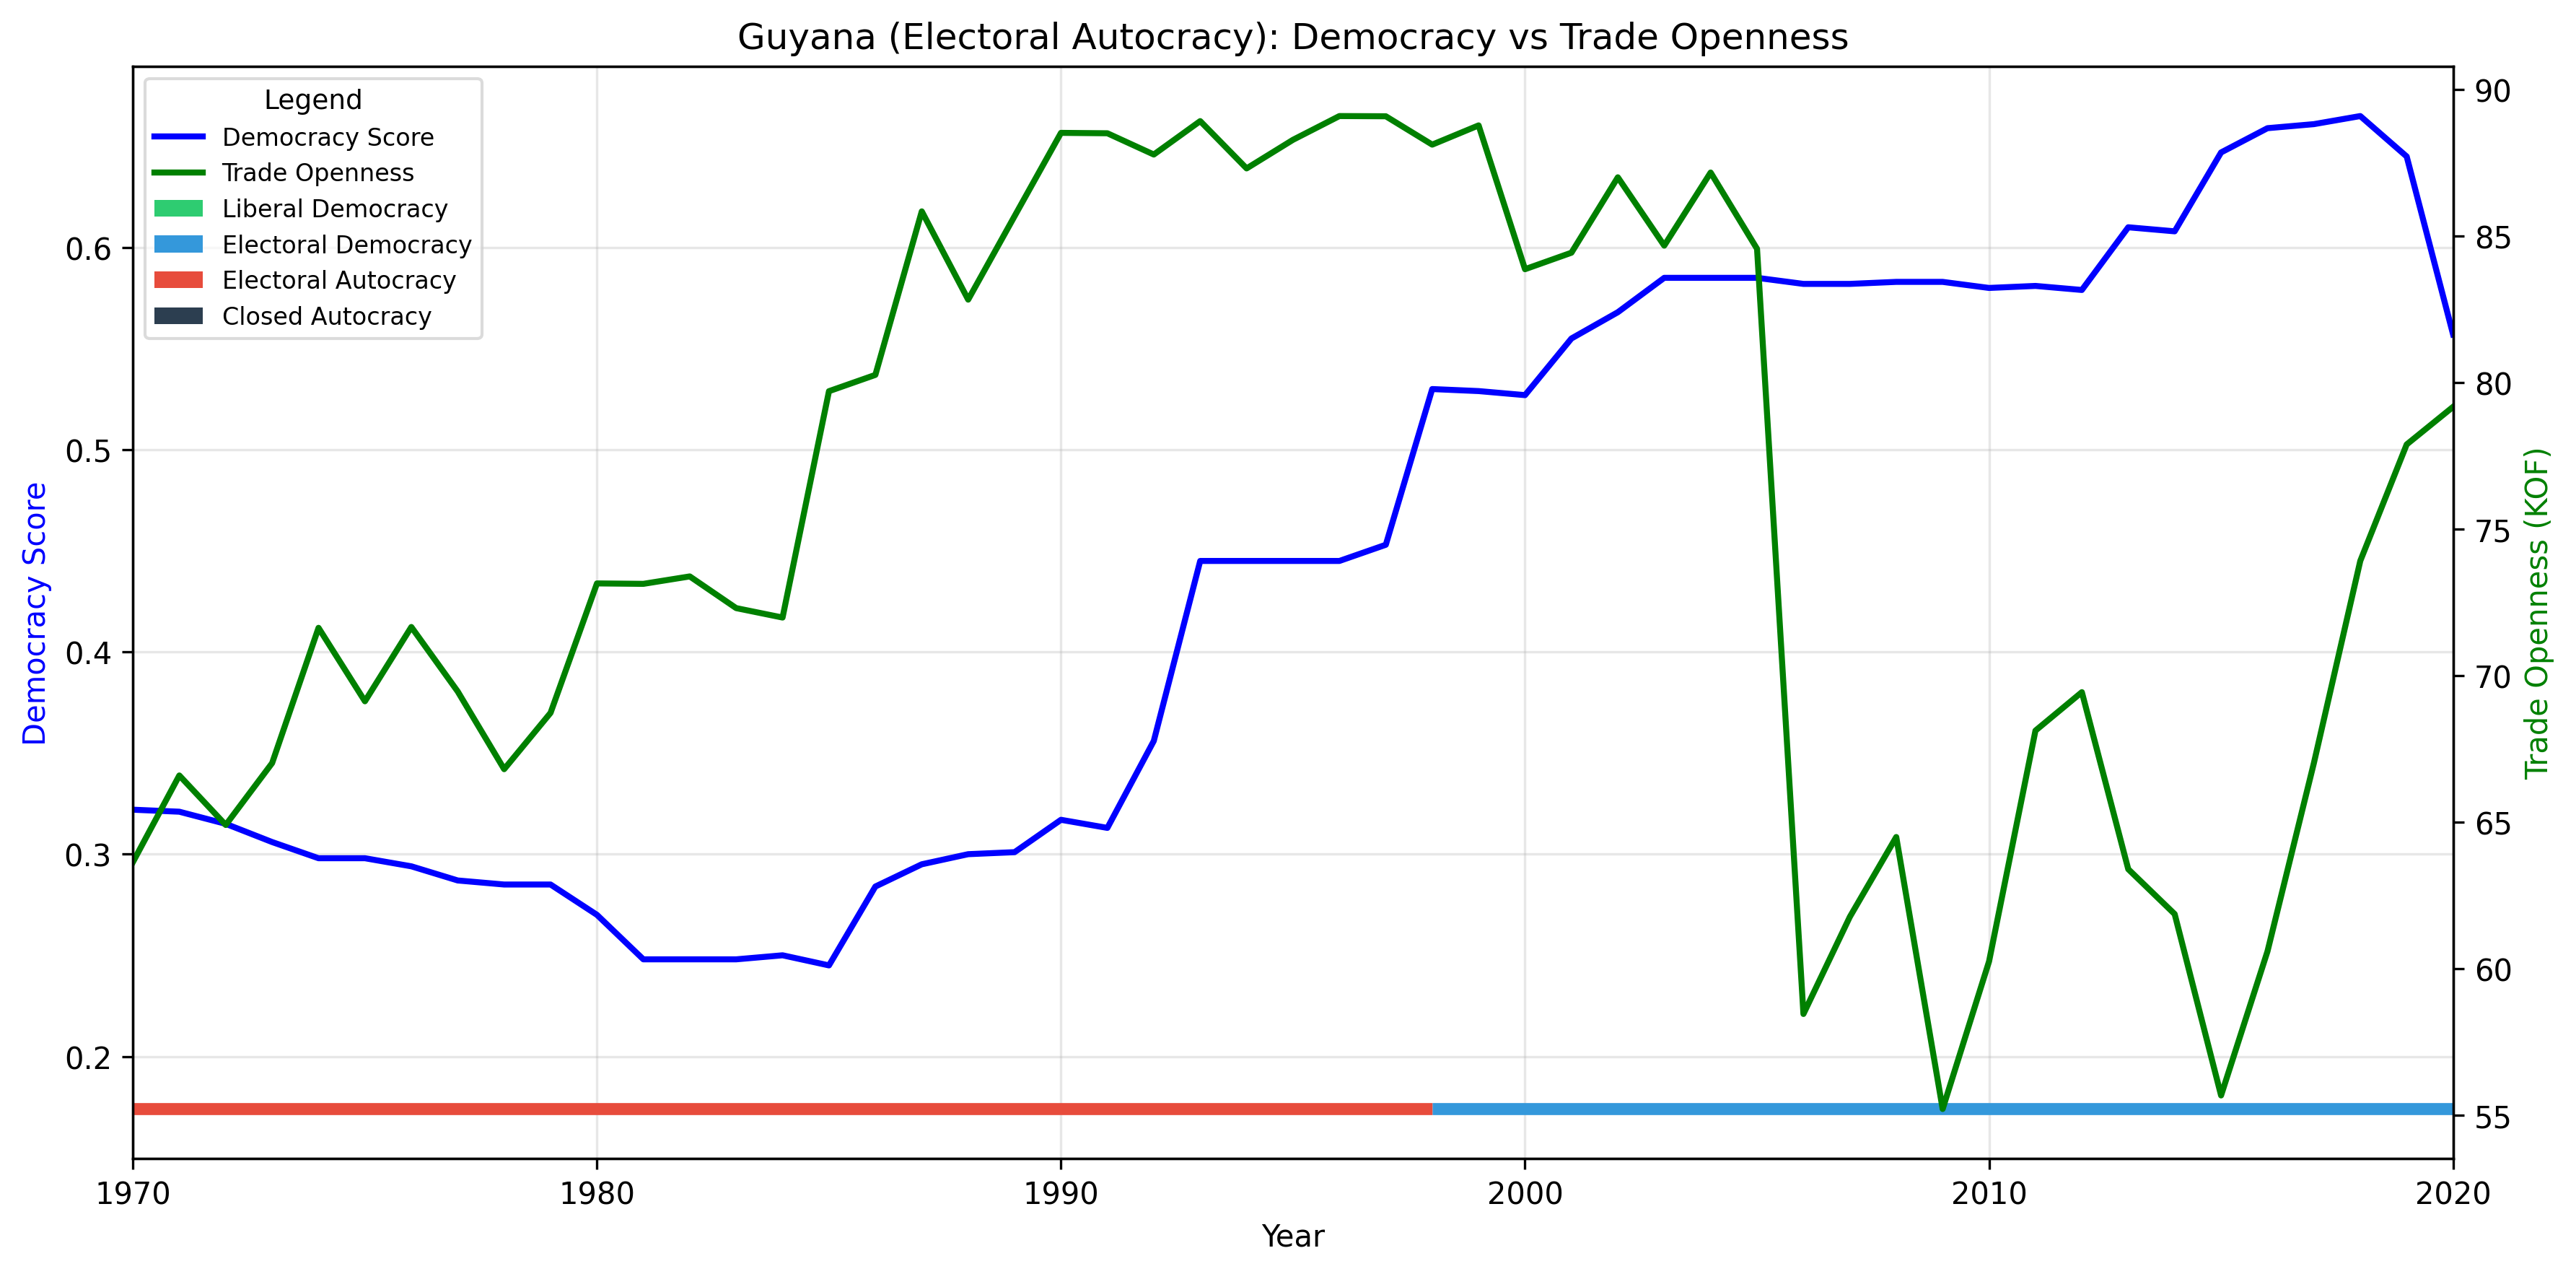 Guyana (Electoral Autocracy): Democracy vs Trade Openness
Legend
Democracy Score
Trade Openness
Liberal Democracy
Electoral Democracy
Electoral Autocracy
Closed Autocracy
Democracy Score
0.6
0.5
0.4
0.3
0.2
90
85
80
75
70
65
60
55
Trade Openness (KOF)
1970
1980
1990
2000
2010
2020
Year